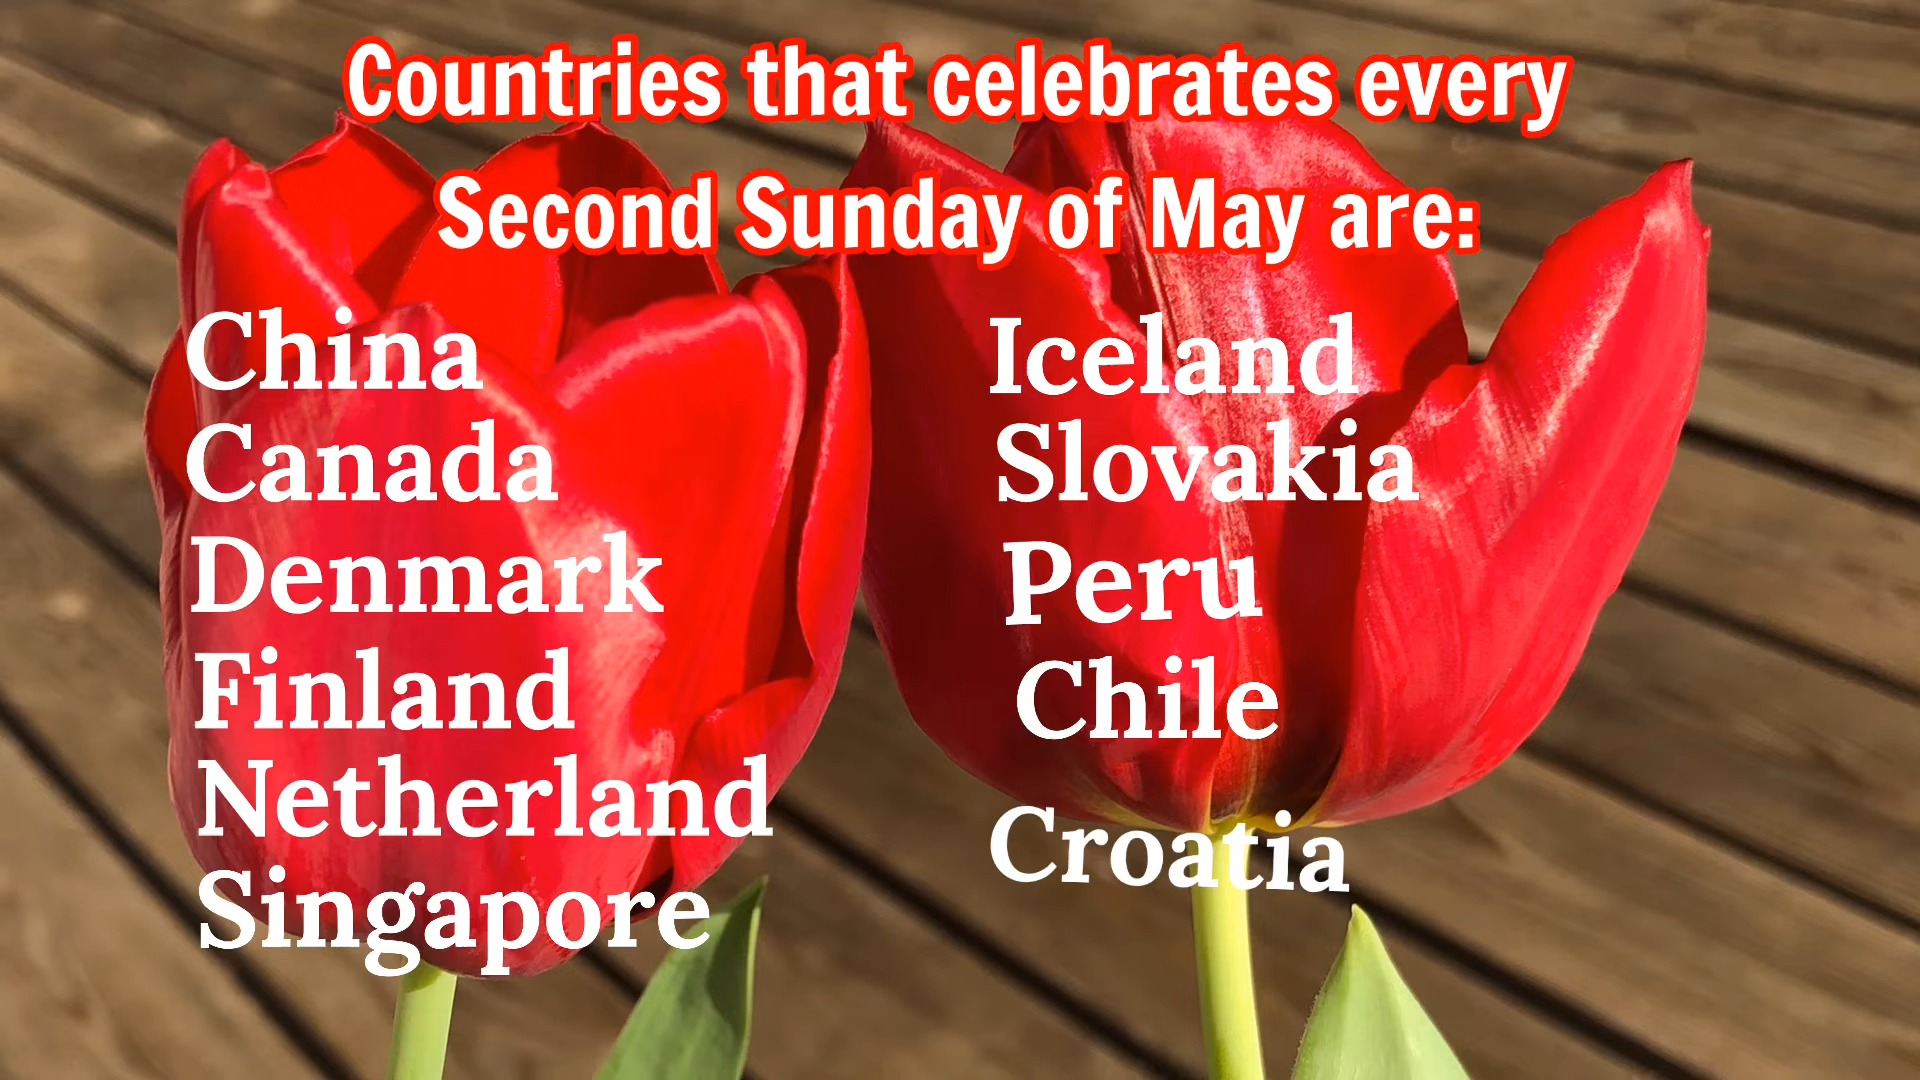 Countries that celebrates every
Second Sunday of May are:
China
Canada
Denmark
Finland
Netherland
Singapore
Iceland
Slovakia
Peru
Chile
Croatia